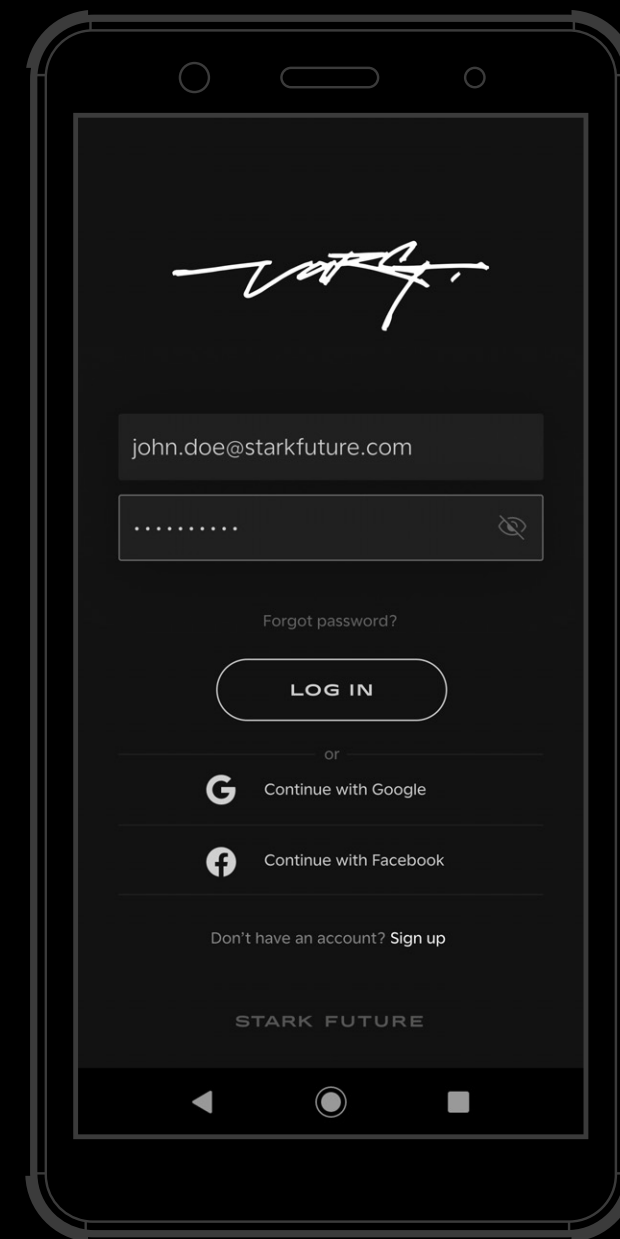 VARG.
john.doe@starkfuture.com
..........
Forgot password?
LOG IN
or
Continue with Google
Continue with Facebook
Don't have an account? Sign up
STARK FUTURE